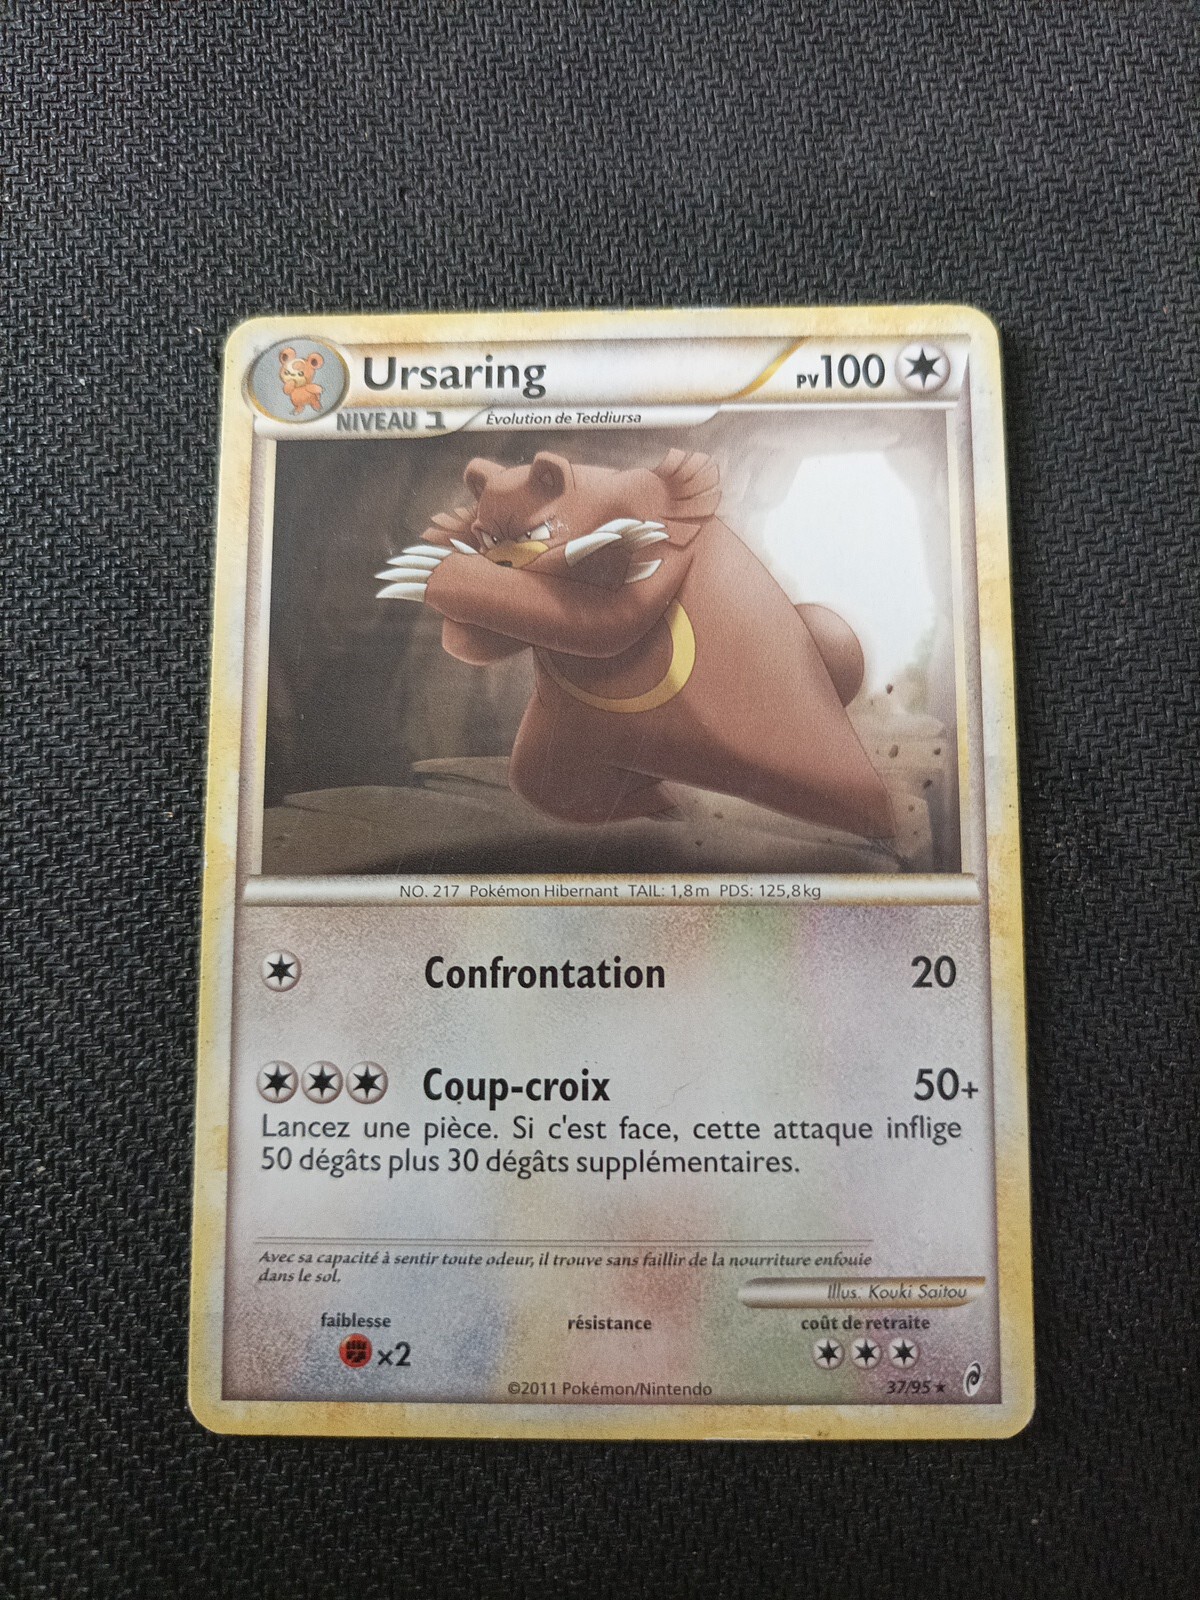 Ursaring
PV100
NIVEAU 1
Évolution de Teddiursa
NO. 217 Pokémon Hibernant TAIL: 1,8m PDS: 125,8kg
Confrontation 20
Coup-croix 50+
Lancez une pièce. Si c'est face, cette attaque inflige
50 dégâts plus 30 dégâts supplémentaires.
Avec sa capacité à sentir toute odeur, il trouve sans faillir de la nourriture enfouie
dans le sol.
Illus. Kouki Saitou
faiblesse résistance coût de retraite
×2
©2011 Pokémon/Nintendo 37/95 ★